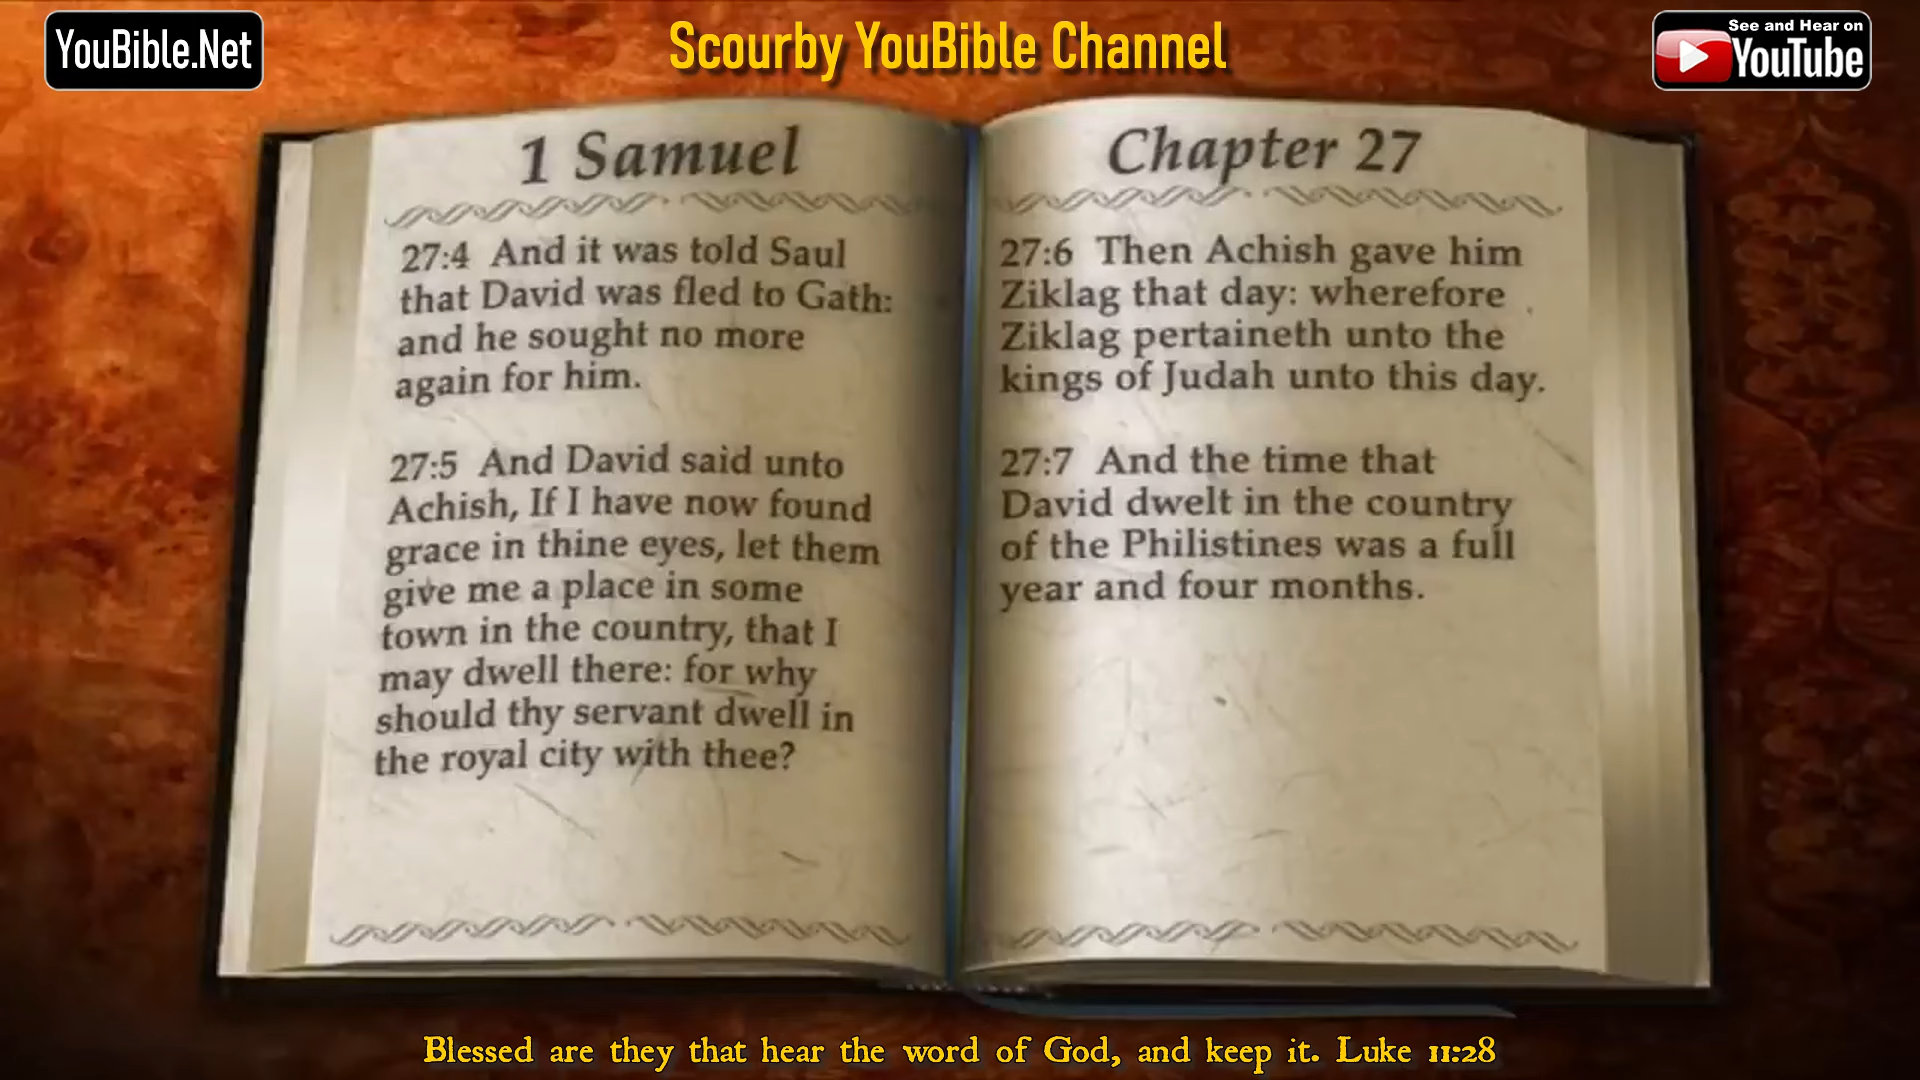 YouBible.Net
Scourby YouBible Channel
See and Hear on
YouTube
1 Samuel
27:4 And it was told Saul
that David was fled to Gath:
and he sought no more
again for him.
27:5 And David said unto
Achish, If I have now found
grace in thine eyes, let them
give me a place in some
town in the country, that I
may dwell there: for why
should thy servant dwell in
the royal city with thee?
Chapter 27
27:6 Then Achish gave him
Ziklag that day: wherefore
Ziklag pertaineth unto the
kings of Judah unto this day.
27:7 And the time that
David dwelt in the country
of the Philistines was a full
year and four months.
Blessed are they that hear the word of God, and keep it. Luke 11:28